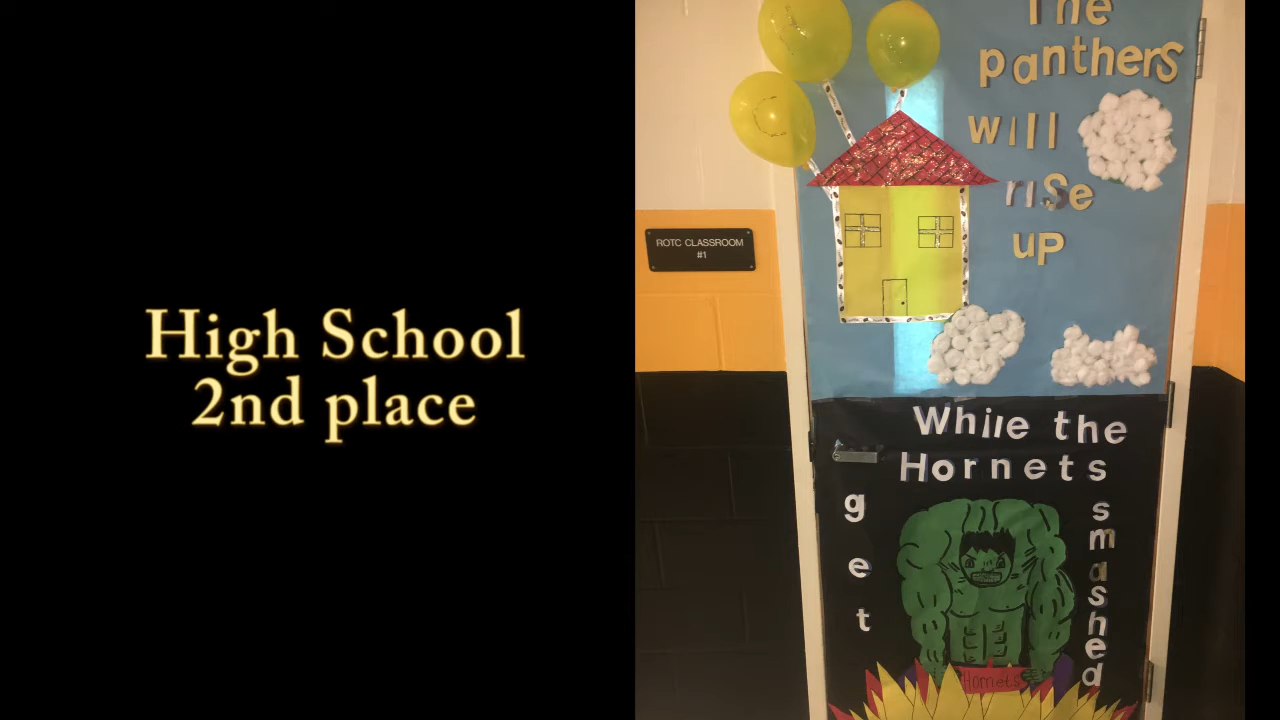 High School
2nd place
The
panthers
will
rise
up
ROTC CLASSROOM
#1
While the
Hornets
get
smashed
Hornets